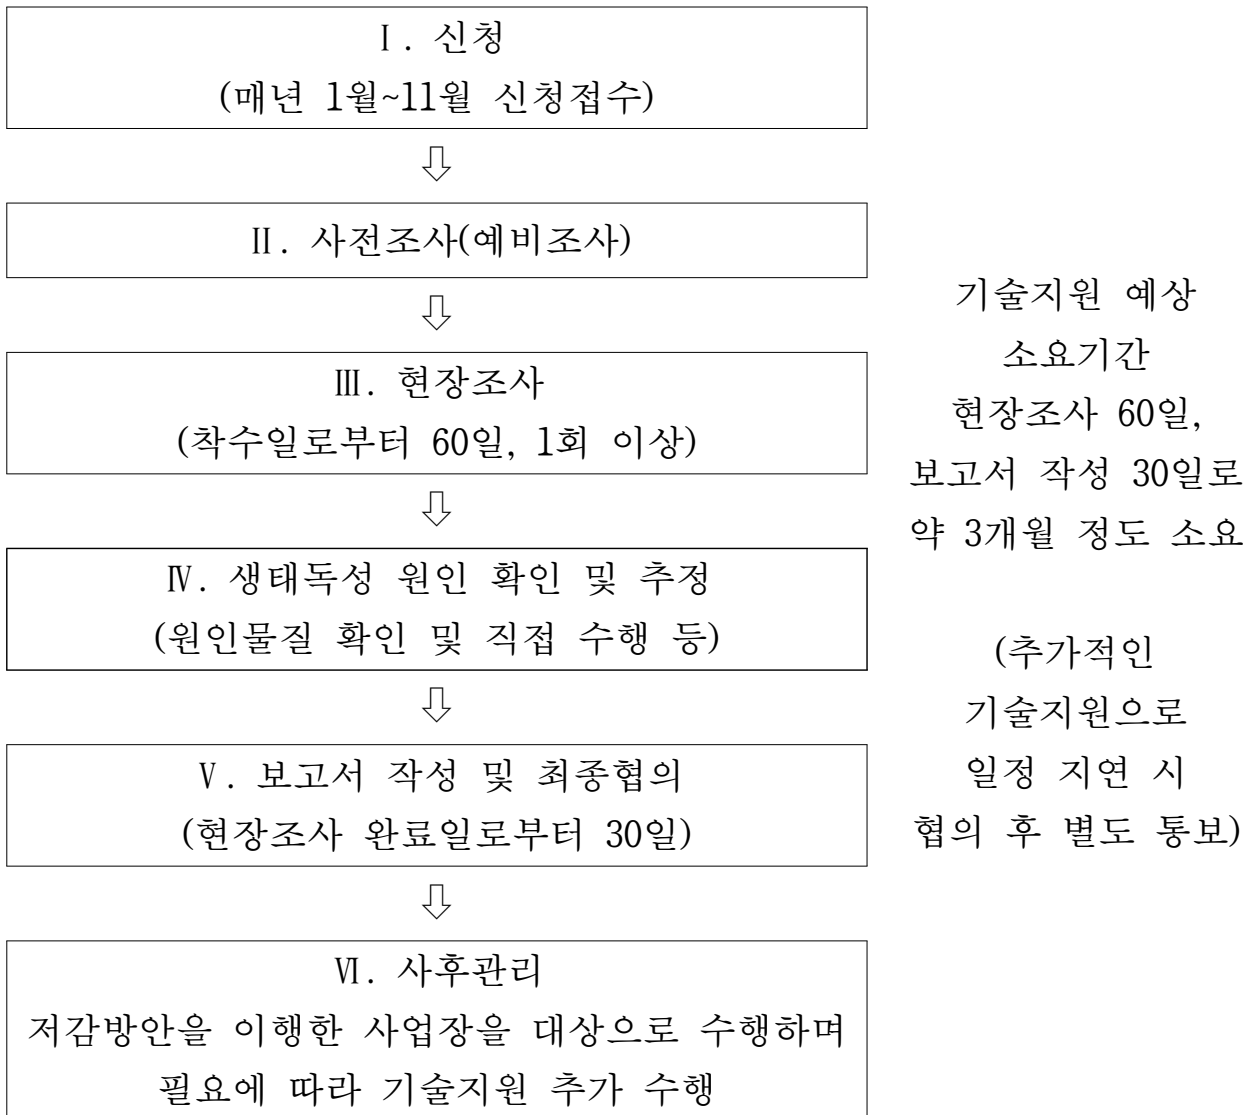 Ⅰ. 신청
(매년 1월~11월 신청접수)
⇩
Ⅱ. 사전조사(예비조사)
⇩
Ⅲ. 현장조사
(착수일로부터 60일, 1회 이상)
⇩
Ⅳ. 생태독성 원인 확인 및 추정
(원인물질 확인 및 직접 수행 등)
⇩
Ⅴ. 보고서 작성 및 최종협의
(현장조사 완료일로부터 30일)
⇩
Ⅵ. 사후관리
저감방안을 이행한 사업장을 대상으로 수행하며
필요에 따라 기술지원 추가 수행
기술지원 예상
소요기간
현장조사 60일,
보고서 작성 30일로
약 3개월 정도 소요
(추가적인
기술지원으로
일정 지연 시
협의 후 별도 통보)